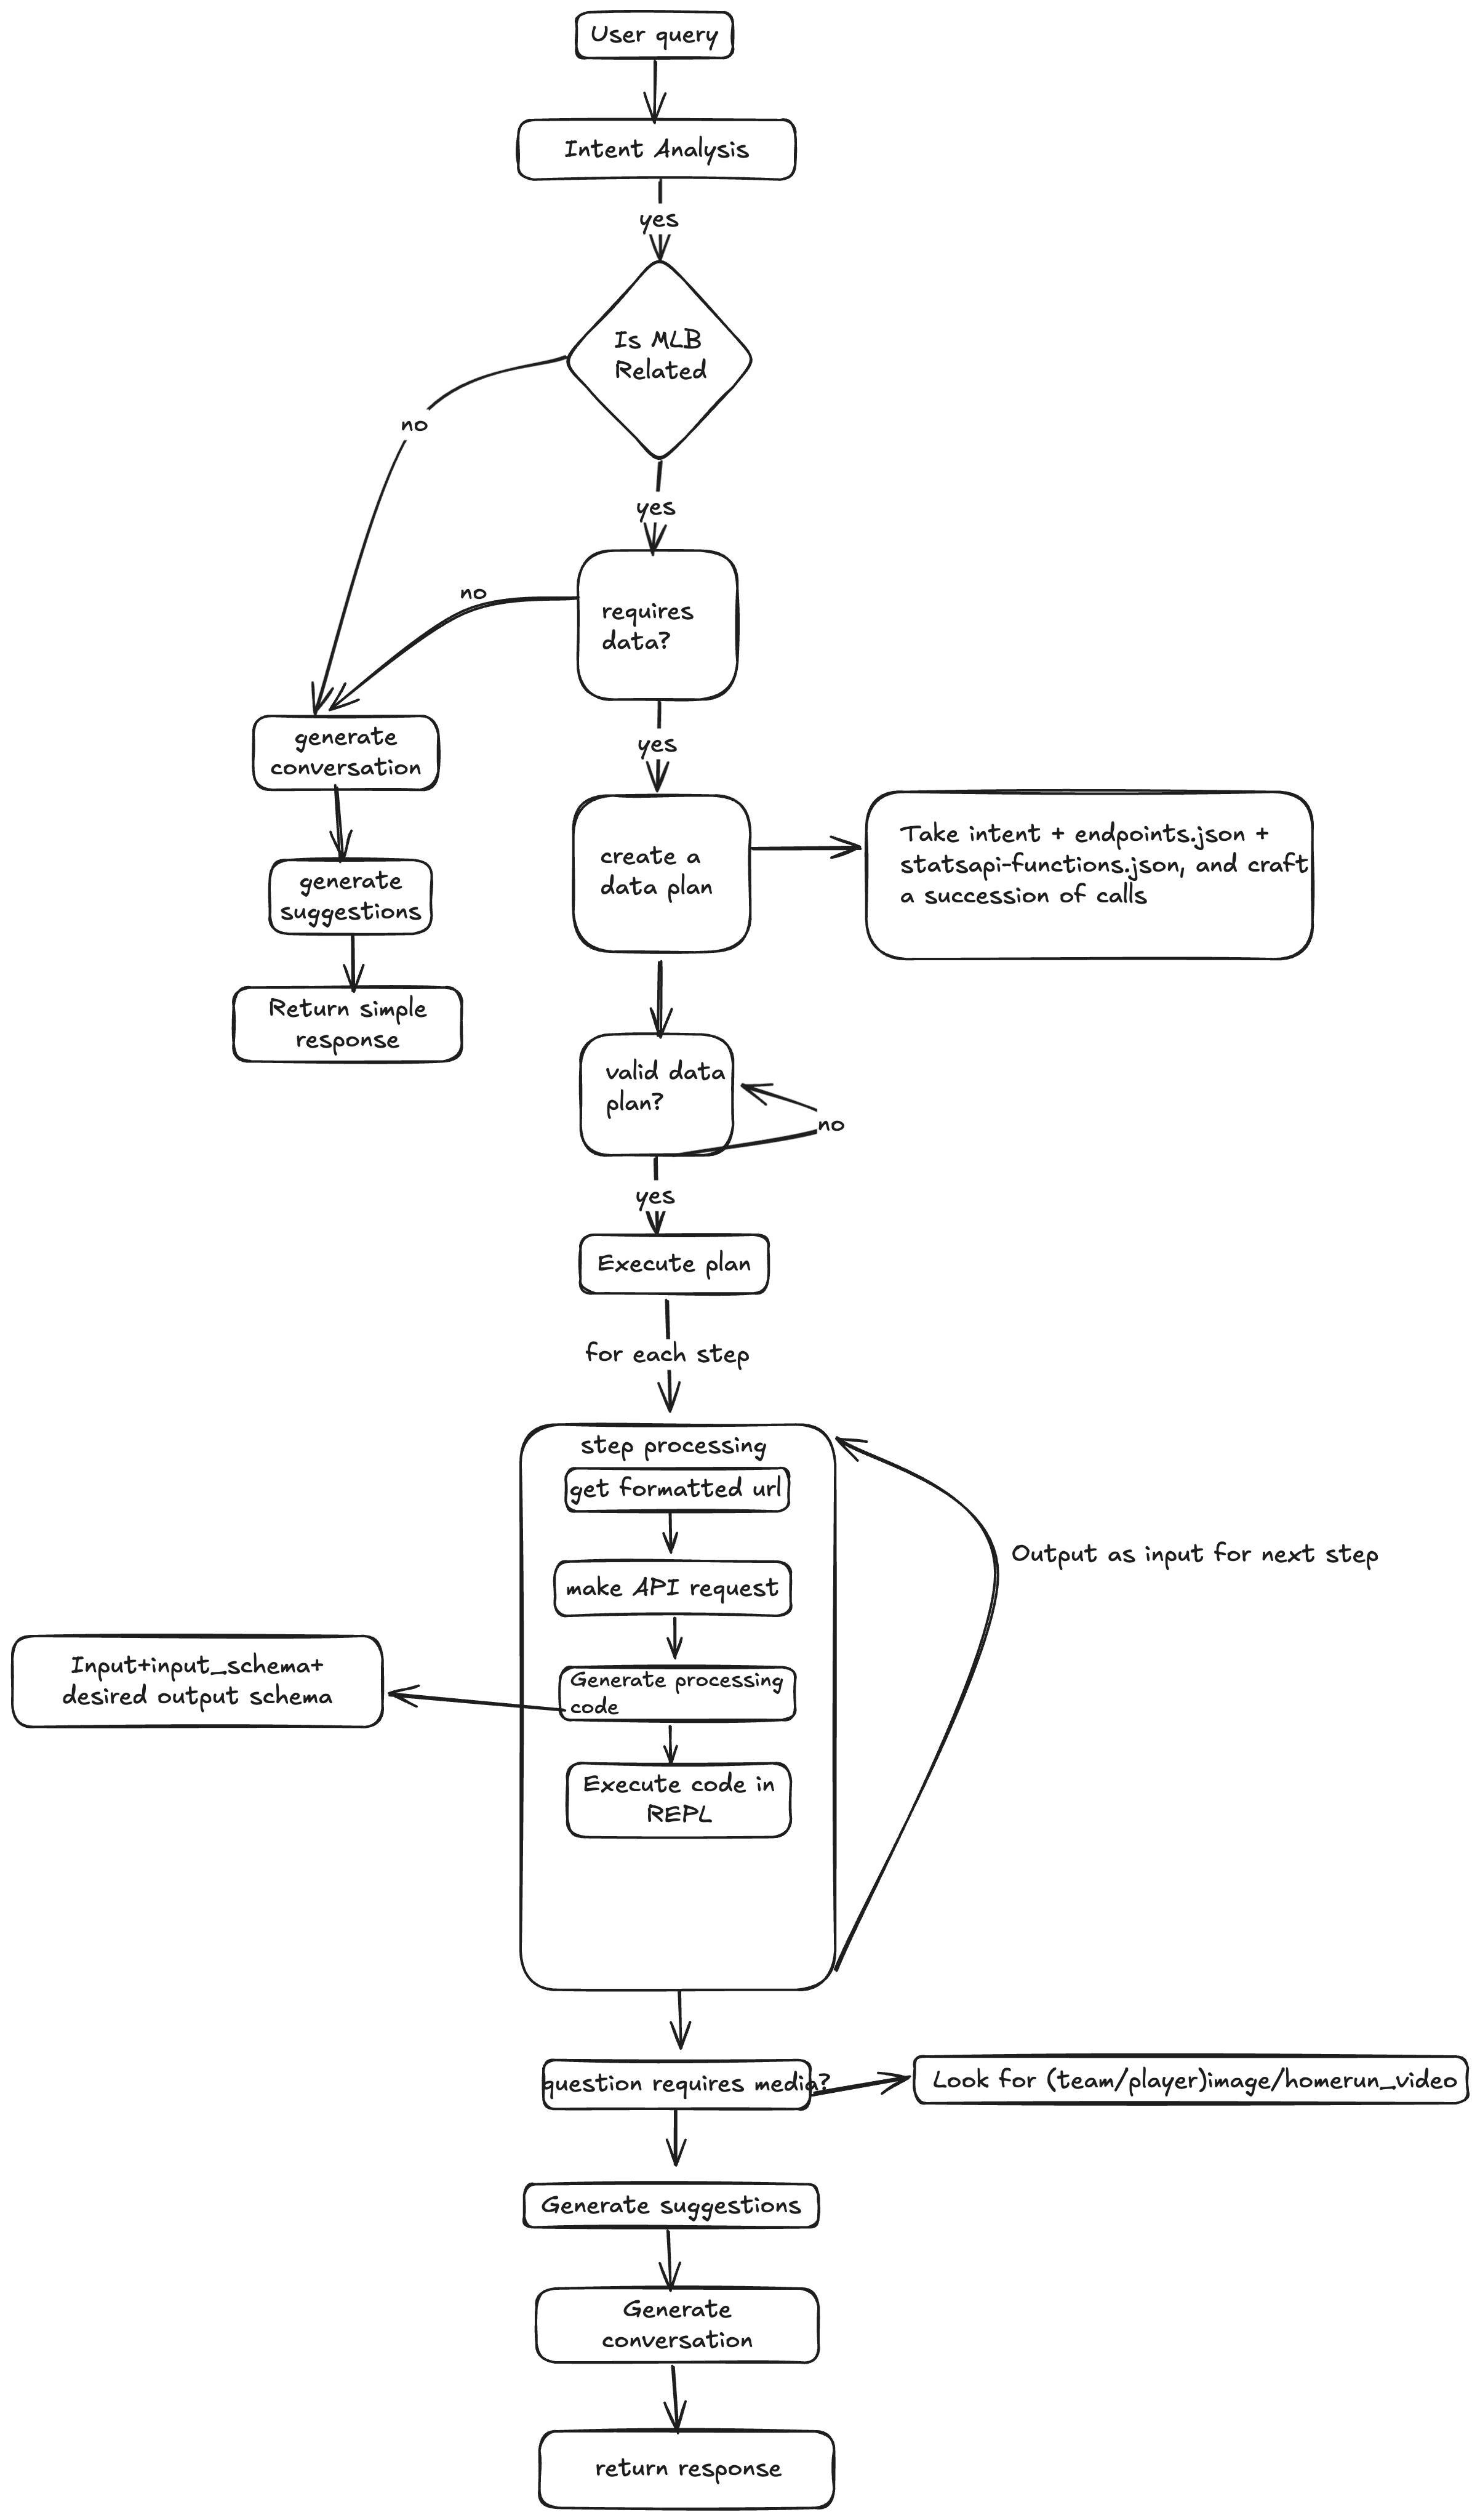 User query
Intent Analysis
yes
Is MLB
Related
no
yes
requires
data?
no
yes
generate
conversation
generate
suggestions
Return simple
response
create a
data plan
Take intent + endpoints.json +
statsapi-functions.json, and craft
a succession of calls
valid data
plan?
no
yes
Execute plan
for each step
step processing
get formatted url
make API request
Generate processing
code
Execute code in
REPL
Input+input_schema+
desired output schema
Output as input for next step
question requires media?
Look for (team/player)image/homerun_video
Generate suggestions
Generate
conversation
return response